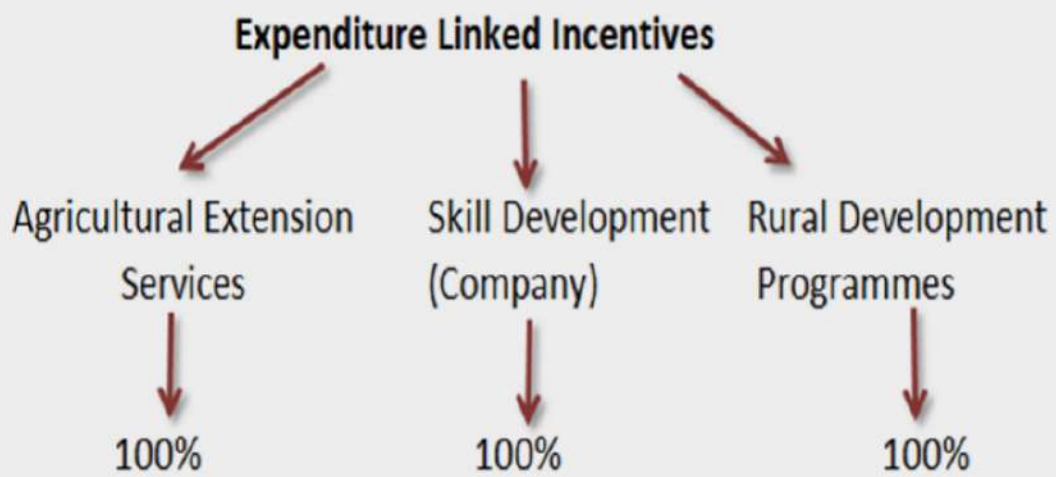 Expenditure Linked Incentives
Agricultural Extension
Services
Skill Development
(Company)
Rural Development
Programmes
100%
100%
100%